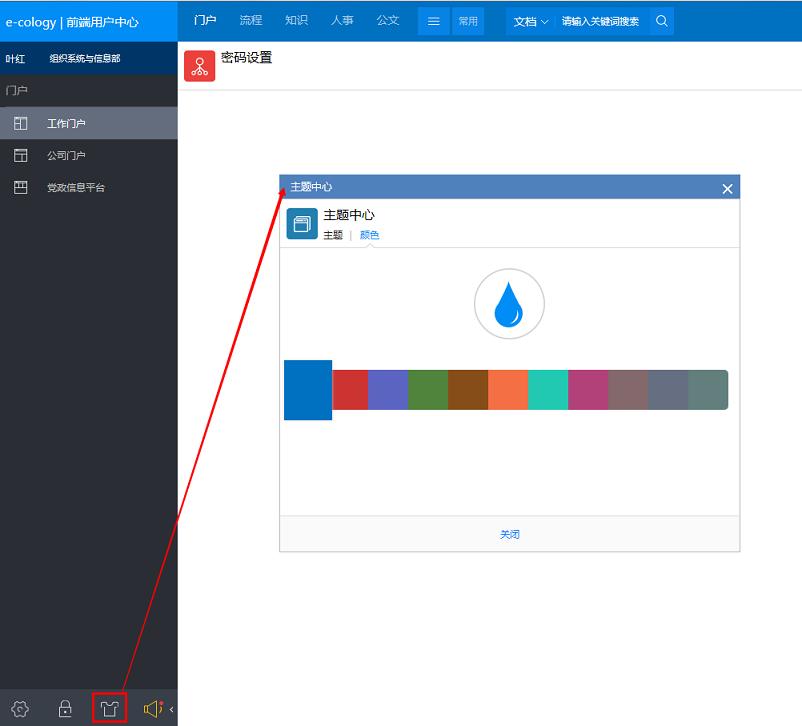 e-cology | 前端用户中心
门户 流程 知识 人事 公文 常用 文档 请输入关键词搜索
叶红 组织系统与信息部
密码设置
门户
工作门户
公司门户
党政信息平台
主题中心
主题中心
主题 | 颜色
关闭